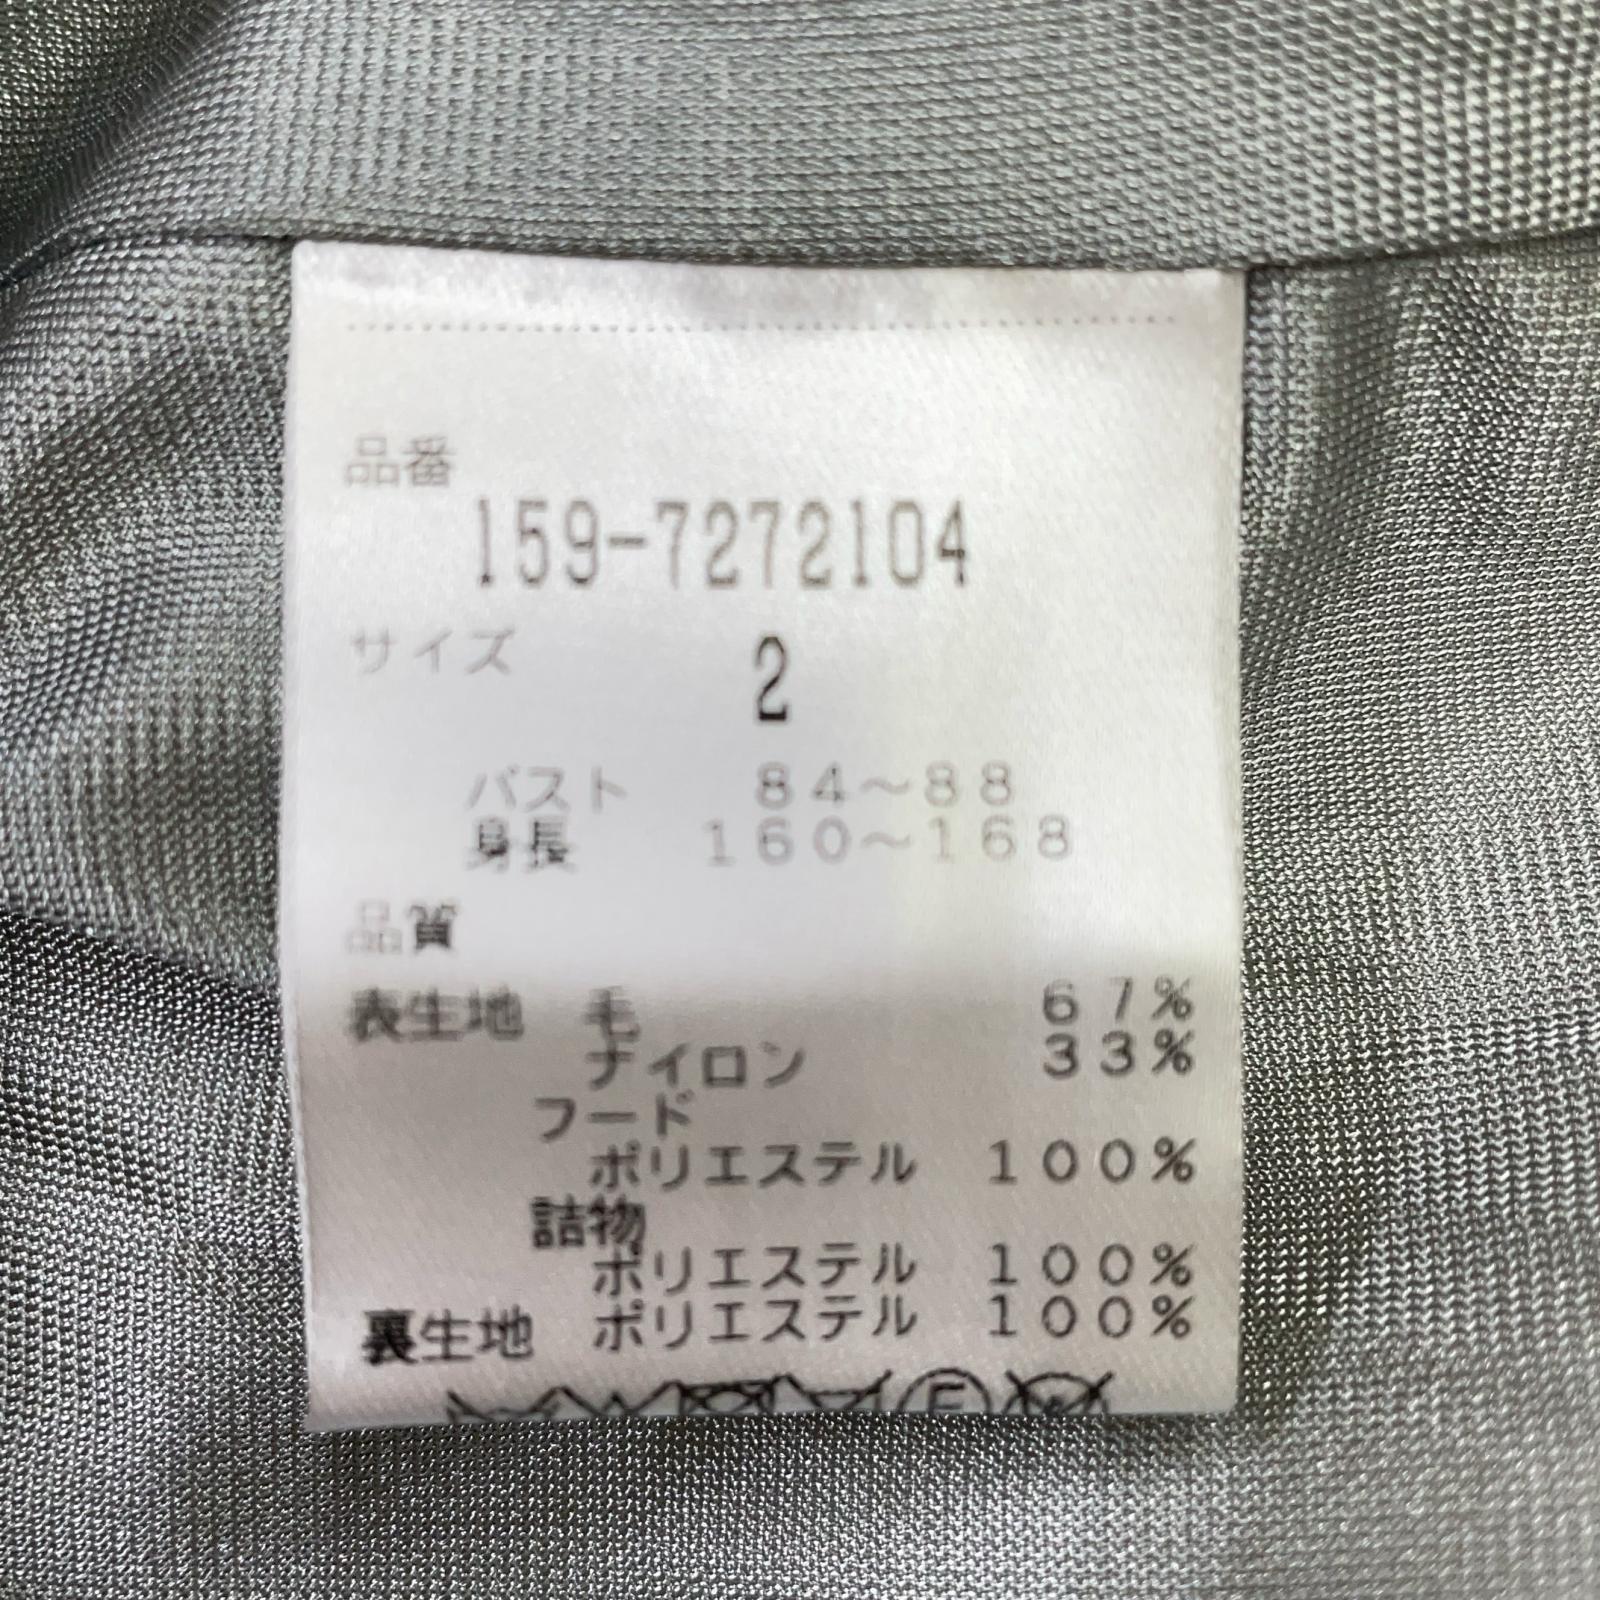 品番
159-7272104
サイズ 2
バスト 84～88
身長 160～168
品質
表生地 毛 67%
ナイロン 33%
フード
ポリエステル 100%
詰物
ポリエステル 100%
裏生地 ポリエステル 100%